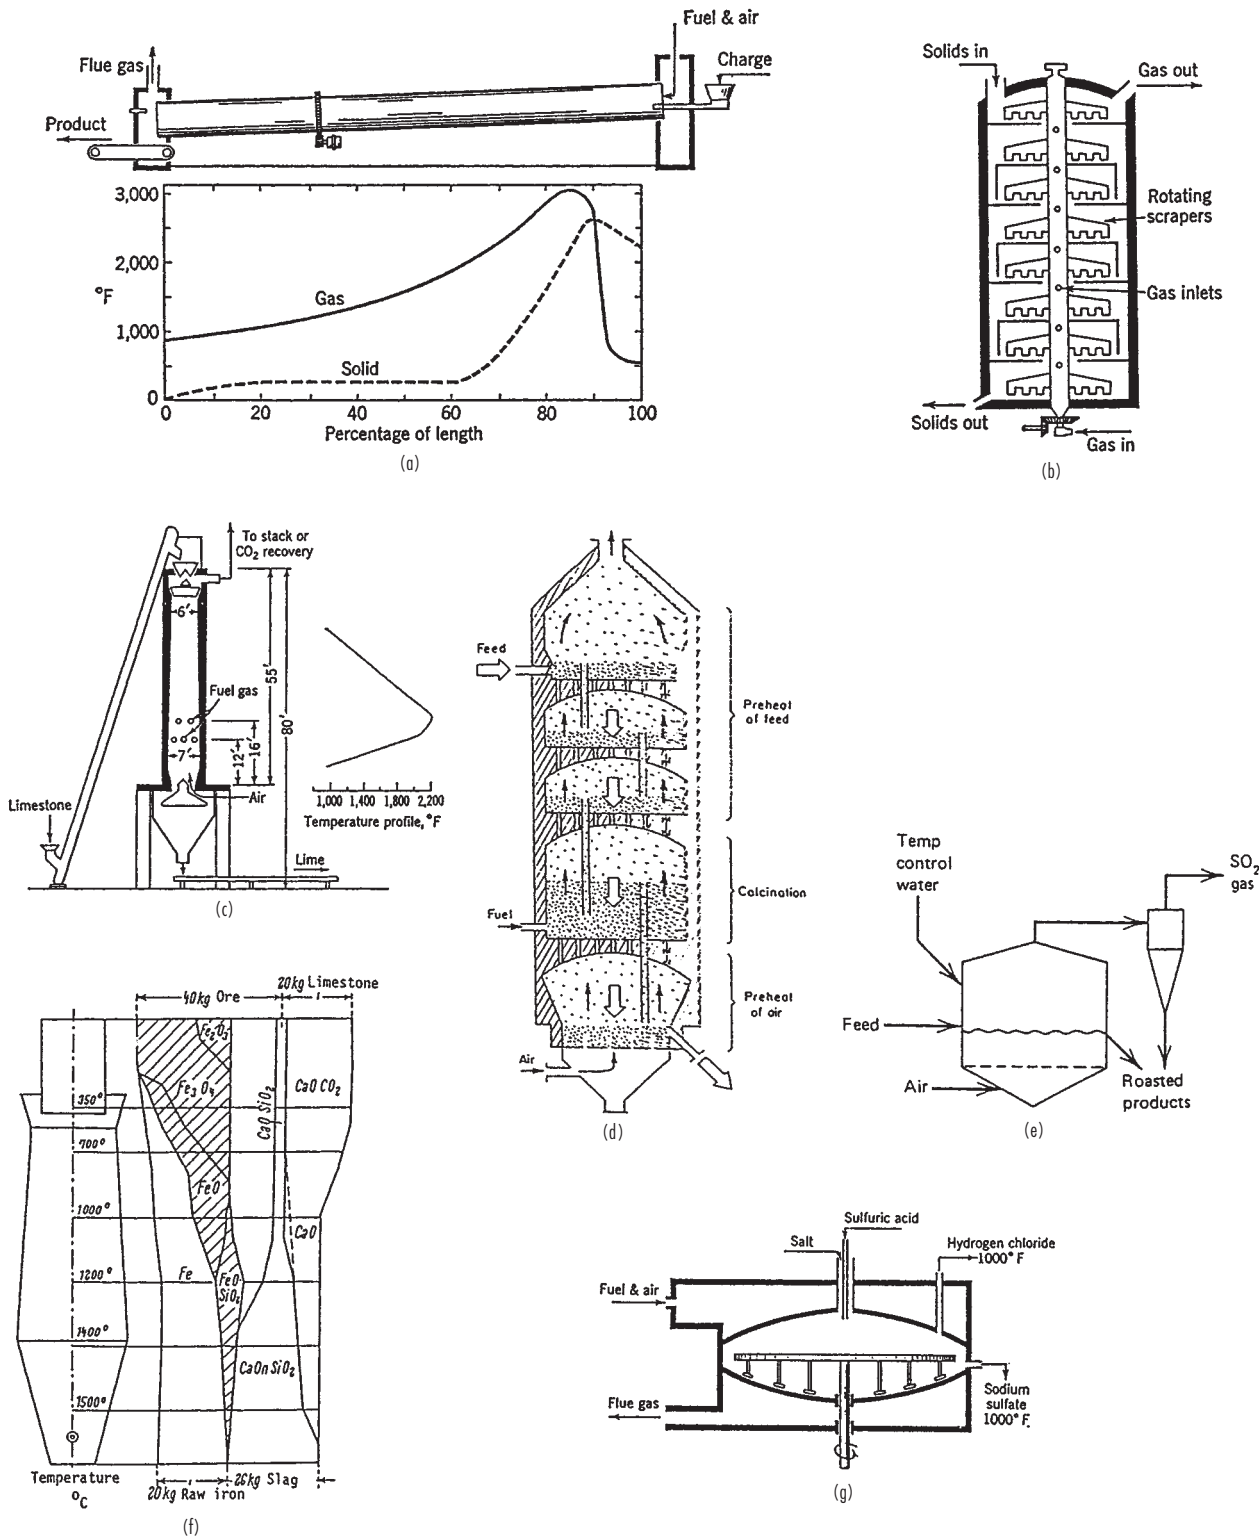 Fuel & air
Flue gas
Charge
Product
3,000
2,000
°F
1,000
0
Gas
Solid
0 20 40 60 80 100
Percentage of length
(a)
Solids in
Gas out
Rotating
scrapers
Gas inlets
Solids out
Gas in
(b)
To stack or
CO₂ recovery
6′
55′
80′
Fuel gas
16′
12′
7′
Air
Limestone
Lime
1,000 1,400 1,800 2,200
Temperature profile, °F
(c)
Feed
Preheat
of feed
Calcination
Fuel
Preheat
of air
Air
(d)
Temp
control
water
SO₂
gas
Feed
Air
Roasted
products
(e)
20kg Limestone
40kg Ore
Fe₂O₃
Fe₃O₄
CaO SiO₂
CaO CO₂
350°
700°
FeO
1000°
CaO
Fe
FeO
SiO₂
1200°
1400°
CaOnSiO₂
1500°
Temperature
°C
26kg Slag
20kg Raw iron
(f)
Sulfuric acid
Salt
Hydrogen chloride
1000° F
Fuel & air
Flue gas
Sodium
sulfate
1000° F.
(g)